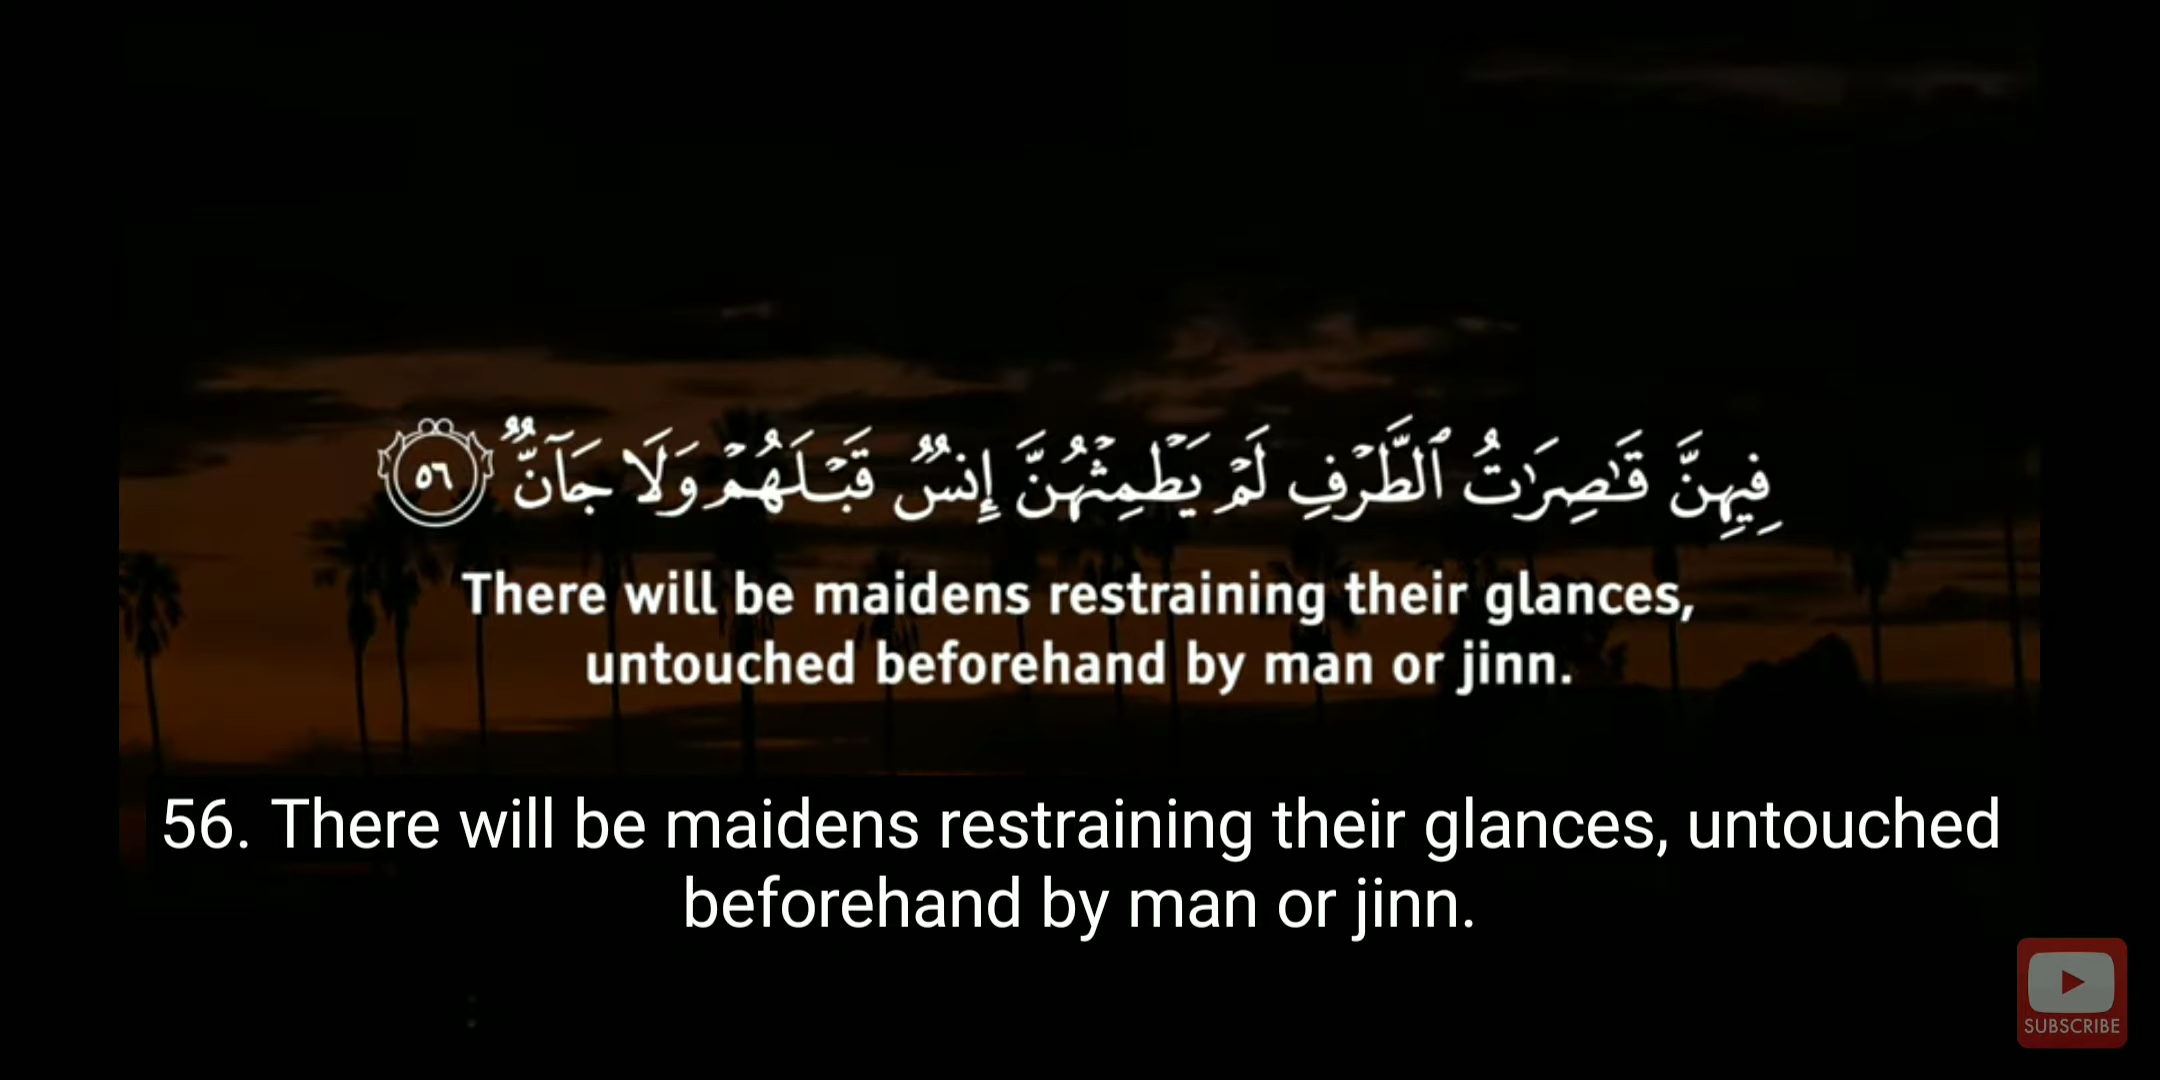 فِيهِنَّ قَٰصِرَٰتُ ٱلطَّرْفِ لَمْ يَطْمِثْهُنَّ إِنسٌ قَبْلَهُمْ وَلَا جَآنٌّ ٥٦
There will be maidens restraining their glances,
untouched beforehand by man or jinn.
56. There will be maidens restraining their glances, untouched
beforehand by man or jinn.
SUBSCRIBE